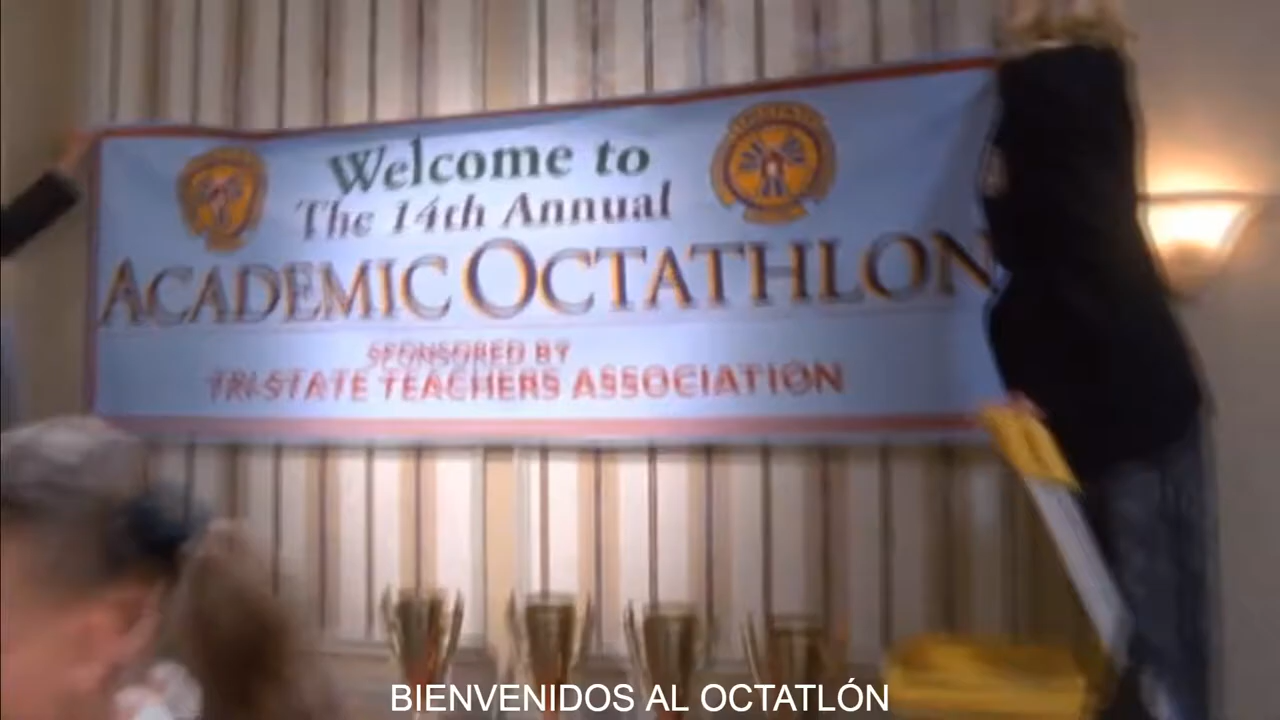 Welcome to
The 14th Annual
ACADEMIC OCTATHLON
SPONSORED BY
TRI-STATE TEACHERS ASSOCIATION
BIENVENIDOS AL OCTATLÓN